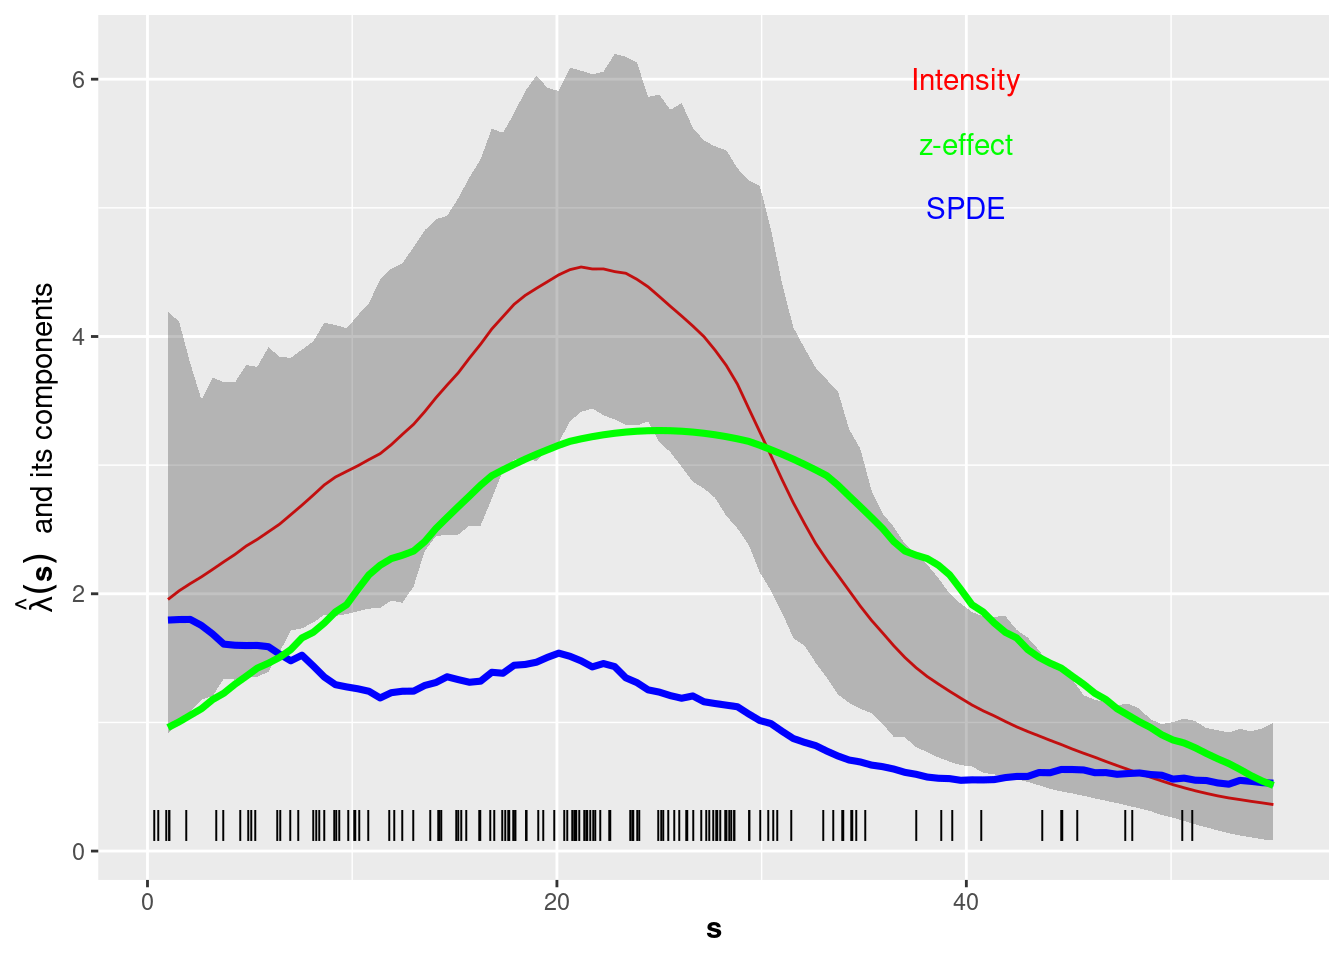 Intensity
z-effect
SPDE
λ̂(s) and its components
6
4
2
0
0 20 40
s